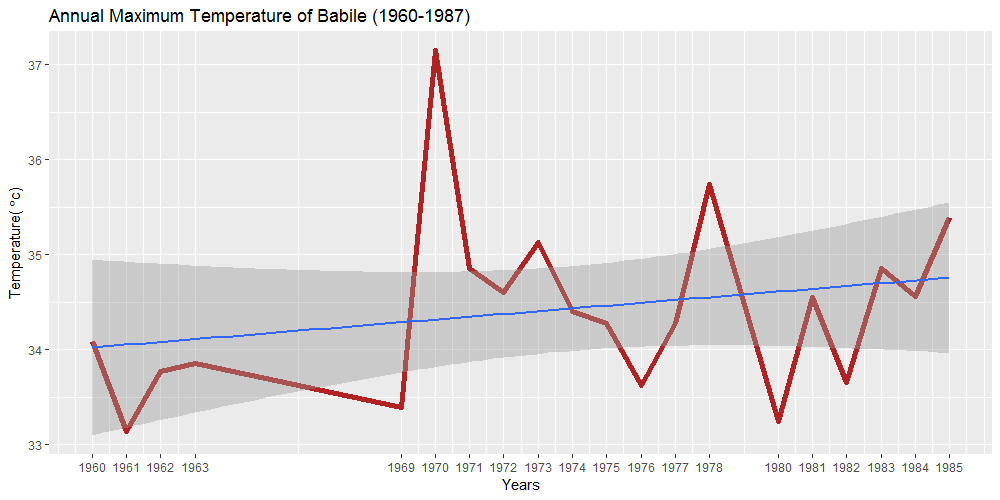 Annual Maximum Temperature of Babile (1960-1987)
Temperature( °c)
37
36
35
34
33
1960 1961 1962 1963 1969 1970 1971 1972 1973 1974 1975 1976 1977 1978 1980 1981 1982 1983 1984 1985
Years